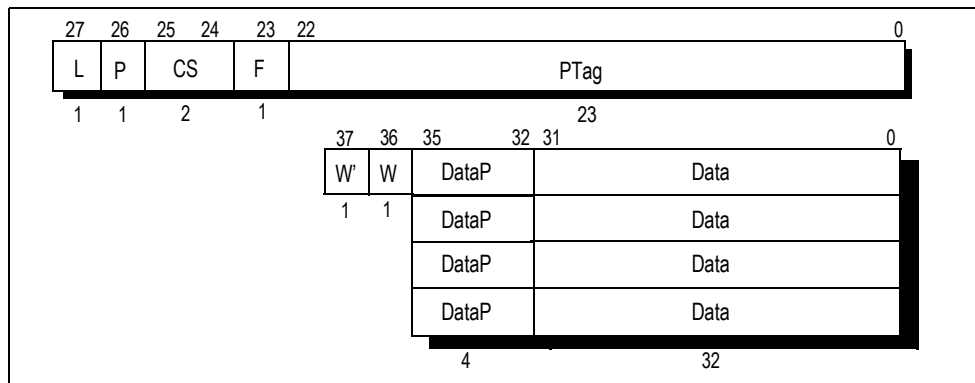 27 26 25 24 23 22 0
L P CS F PTag
1 1 2 1 23
37 36 35 32 31 0
W' W DataP Data
1 1
DataP Data
DataP Data
DataP Data
4 32